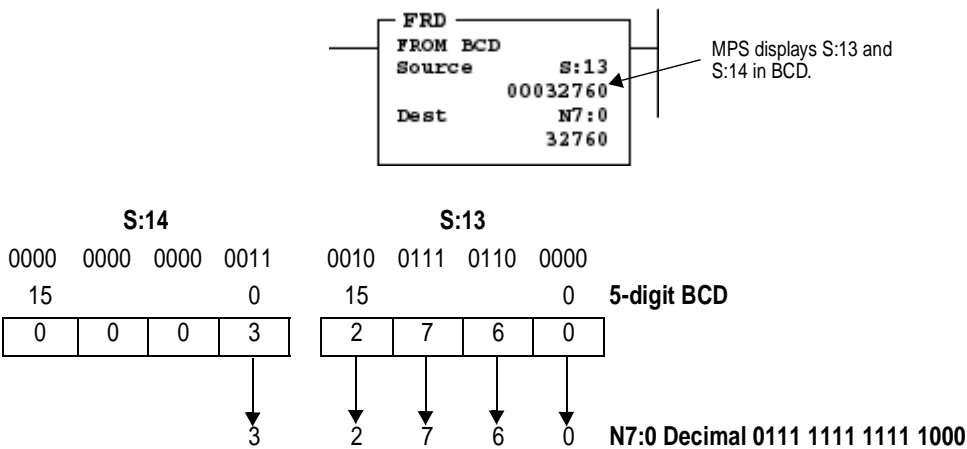 FRD
FROM BCD
Source S:13
00032760
Dest N7:0
32760
MPS displays S:13 and
S:14 in BCD.
S:14 S:13
0000 0000 0000 0011 0010 0111 0110 0000
15 0 15 0 5-digit BCD
0 0 0 3 2 7 6 0
3 2 7 6 0 N7:0 Decimal 0111 1111 1111 1000